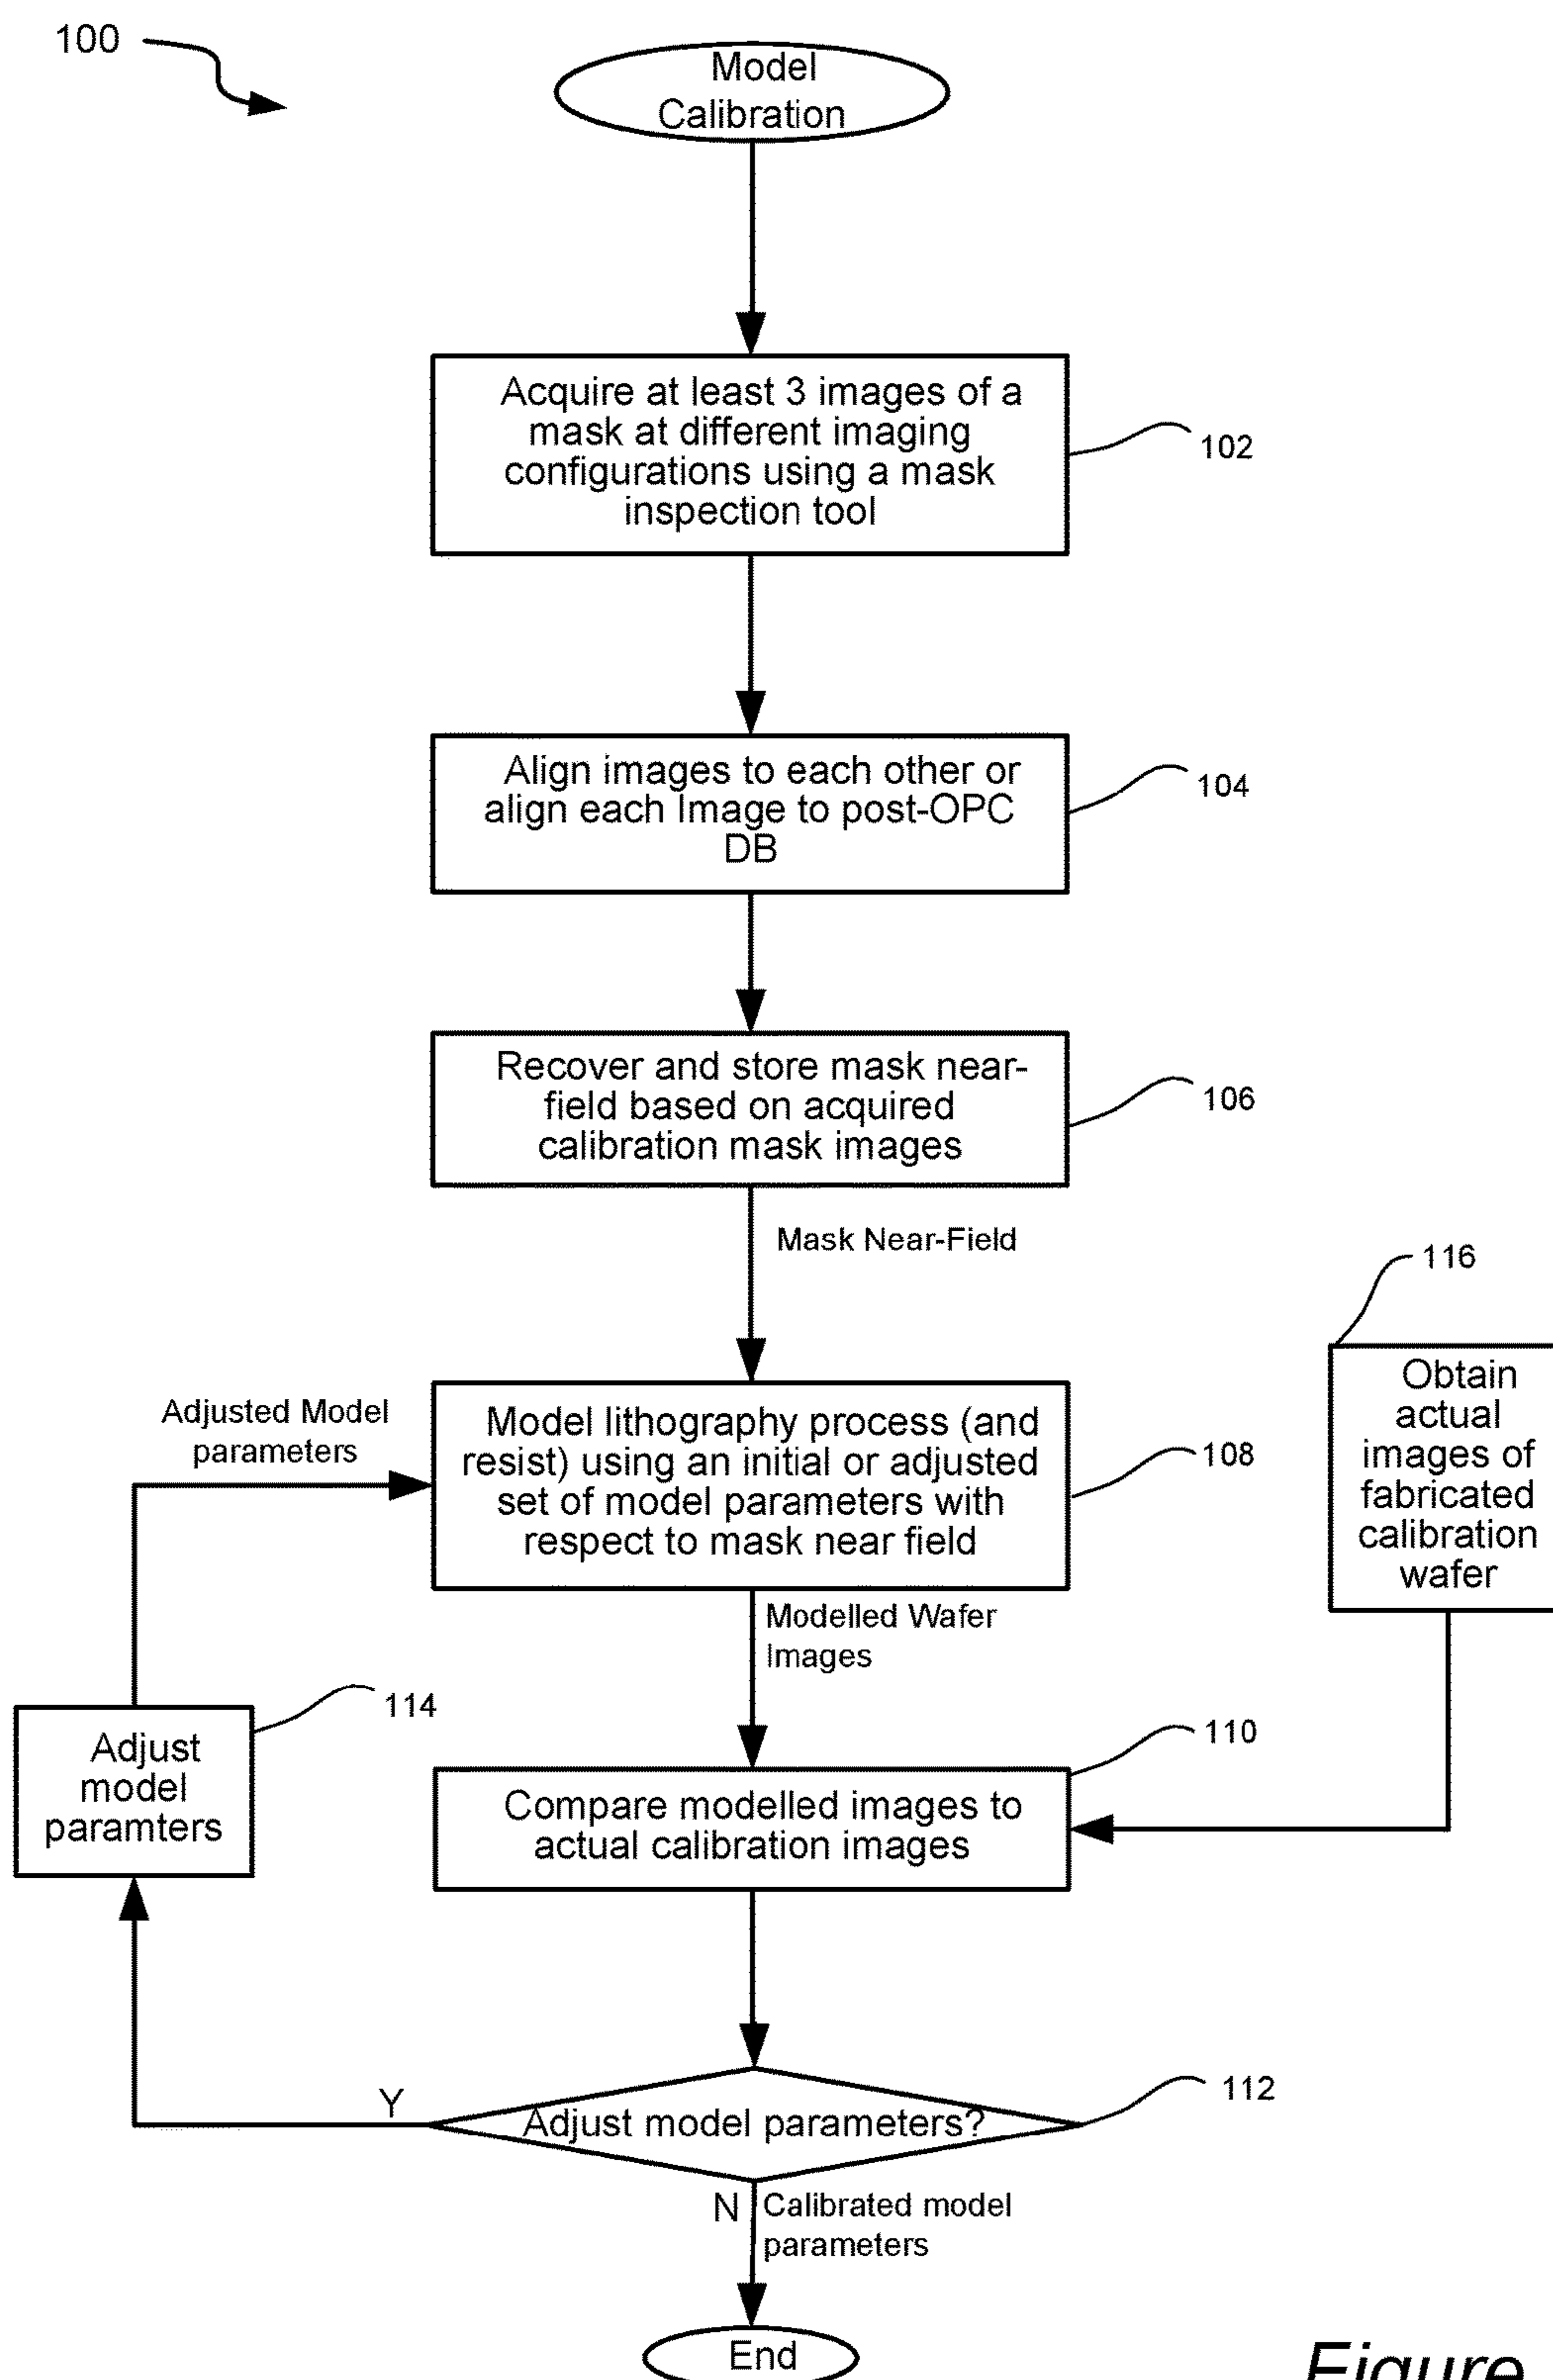 100
Model
Calibration
Acquire at least 3 images of a
mask at different imaging
configurations using a mask
inspection tool
102
Align images to each other or
align each Image to post-OPC
DB
104
Recover and store mask near-
field based on acquired
calibration mask images
106
Mask Near-Field
116
Obtain
actual
images of
fabricated
calibration
wafer
Adjusted Model
parameters
Model lithography process (and
resist) using an initial or adjusted
set of model parameters with
respect to mask near field
108
Modelled Wafer
Images
114
Adjust
model
paramters
110
Compare modelled images to
actual calibration images
Y
Adjust model parameters?
112
N
Calibrated model
parameters
End
Figure